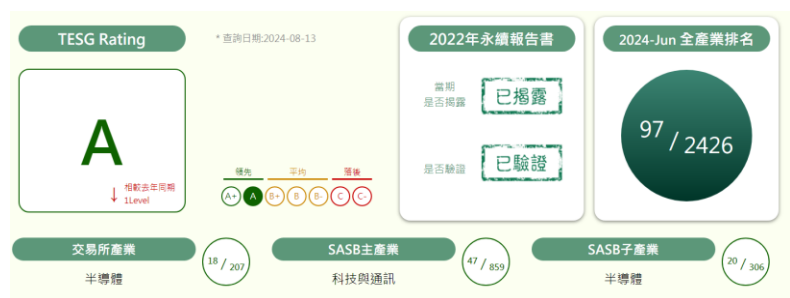 TESG Rating
* 查詢日期:2024-08-13
A
↓ 相較去年同期
1Level
領先 平均 落後
A+ A B+ B B- C C-
2022年永續報告書
當期
是否揭露
已揭露
是否驗證
已驗證
2024-Jun 全產業排名
97 / 2426
交易所產業
半導體
18 / 207
SASB主產業
科技與通訊
47 / 859
SASB子產業
半導體
20 / 306